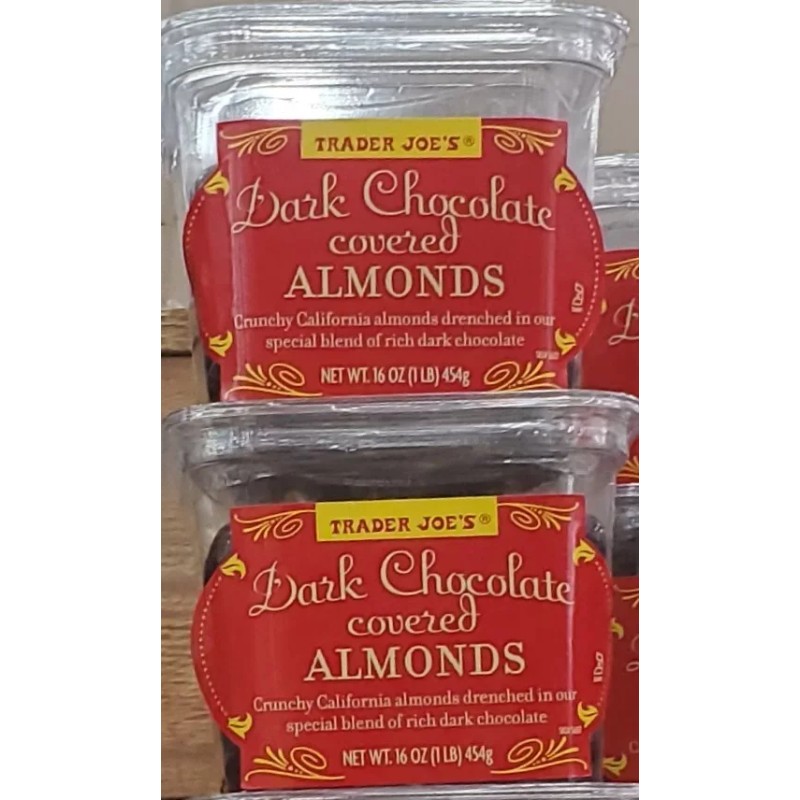 TRADER JOE'S®
Dark Chocolate
covered
ALMONDS
Crunchy California almonds drenched in our
special blend of rich dark chocolate
NET WT. 16 OZ (1 LB) 454g
TRADER JOE'S®
Dark Chocolate
covered
ALMONDS
Crunchy California almonds drenched in our
special blend of rich dark chocolate
NET WT. 16 OZ (1 LB) 454g